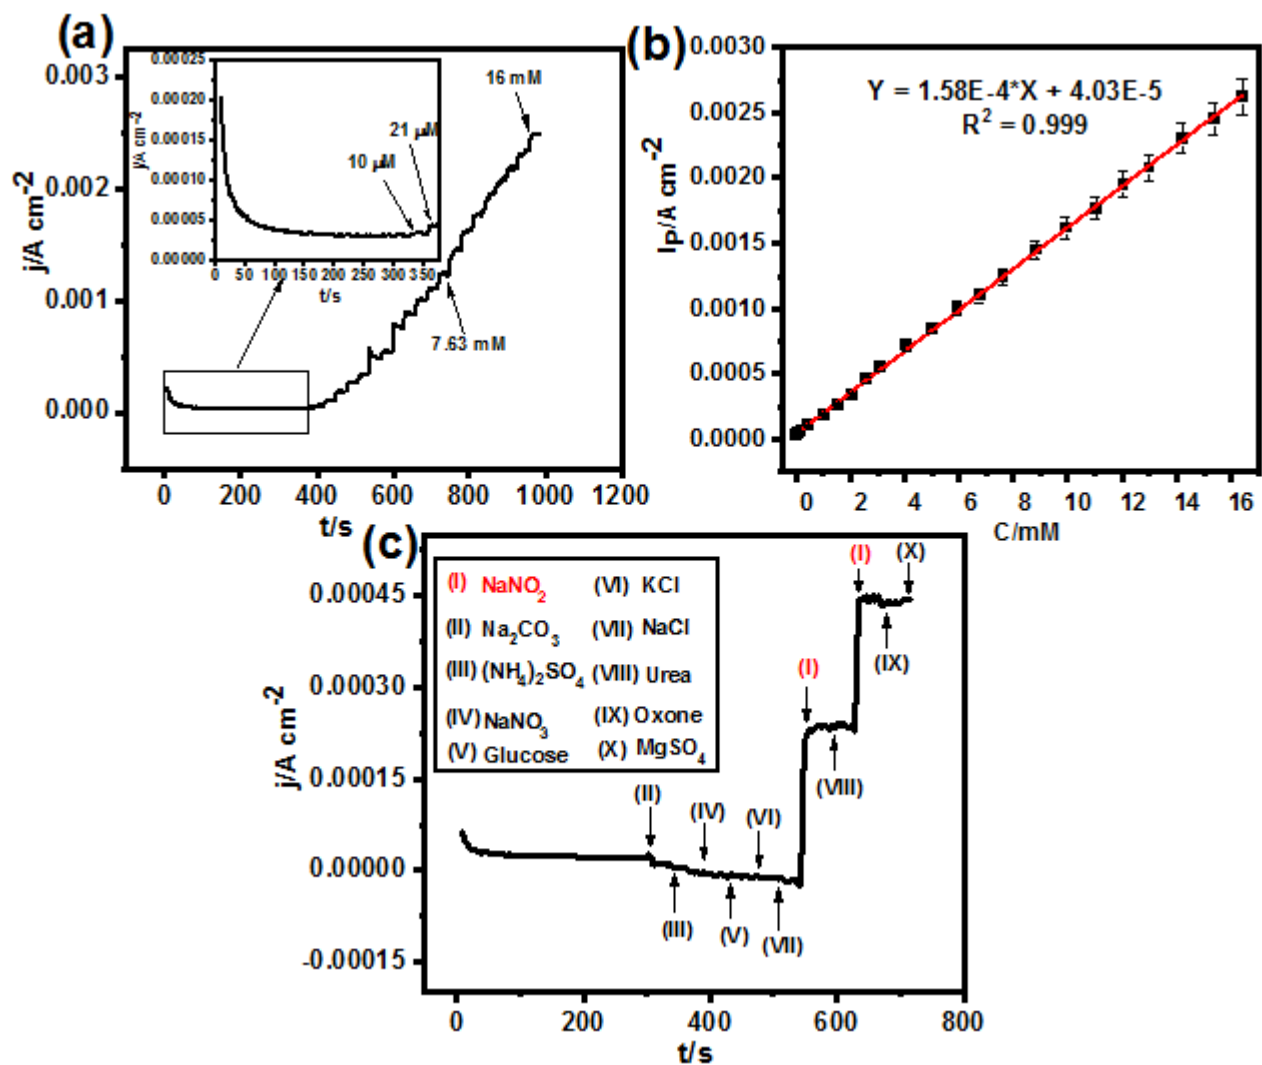 (a)
0.003
0.002
0.001
0.000
j/A cm-2
0 200 400 600 800 1000 1200
t/s
16 mM
7.63 mM
0.00025
0.00020
0.00015
0.00010
0.00005
0.00000
j/A cm-2
0 50 100 150 200 250 300 350
t/s
10 µM
21 µM
(b)
0.0030
0.0025
0.0020
0.0015
0.0010
0.0005
0.0000
Ip/A cm-2
Y = 1.58E-4*X + 4.03E-5
R2 = 0.999
0 2 4 6 8 10 12 14 16
C/mM
(c)
0.00045
0.00030
0.00015
0.00000
-0.00015
j/A cm-2
(I) NaNO2 (VI) KCl
(II) Na2CO3 (VII) NaCl
(III) (NH4)2SO4 (VIII) Urea
(IV) NaNO3 (IX) Oxone
(V) Glucose (X) MgSO4
(I) (X)
(IX)
(I)
(VIII)
(II) (IV) (VI)
(III) (V) (VII)
0 200 400 600 800
t/s